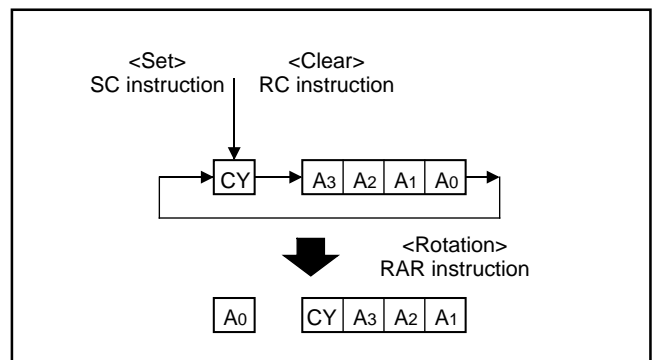 <Set> <Clear>
SC instruction RC instruction
CY A3 A2 A1 A0
<Rotation>
RAR instruction
A0 CY A3 A2 A1